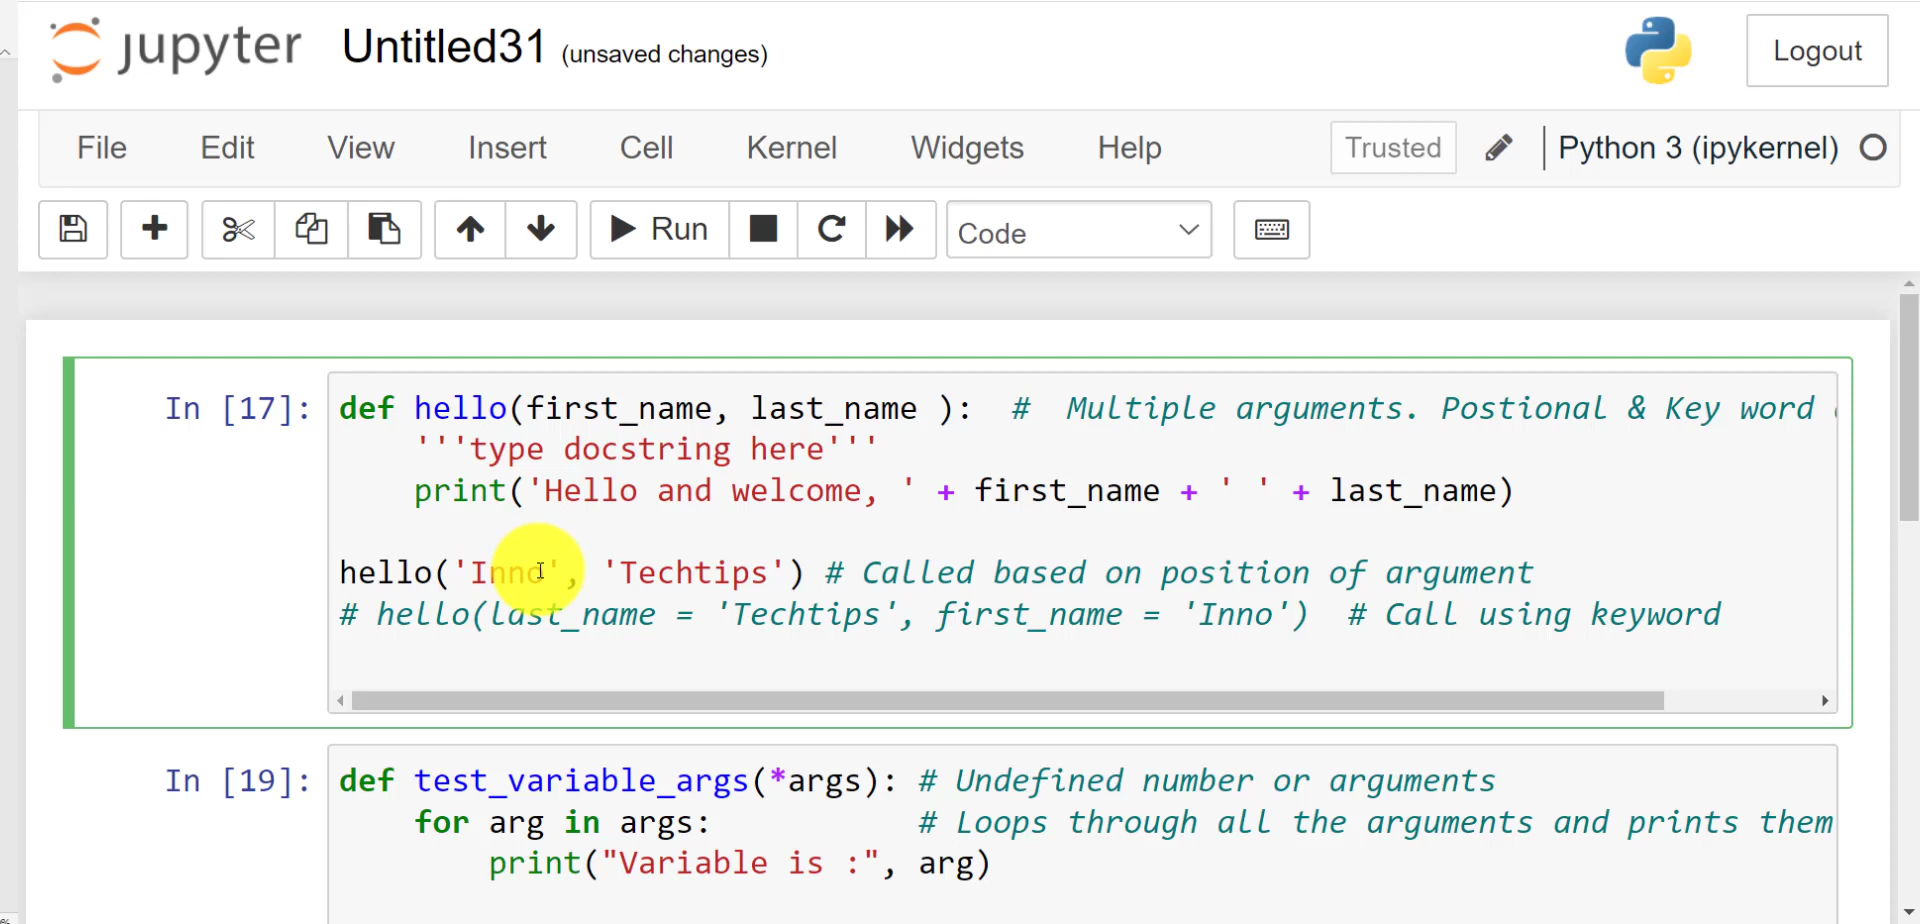 jupyter Untitled31 (unsaved changes) Logout
File Edit View Insert Cell Kernel Widgets Help Trusted Python 3 (ipykernel)
Run Code
In [17]: def hello(first_name, last_name ): # Multiple arguments. Postional & Key word
'''type docstring here'''
print('Hello and welcome, ' + first_name + ' ' + last_name)
hello('Inno', 'Techtips') # Called based on position of argument
# hello(last_name = 'Techtips', first_name = 'Inno') # Call using keyword
In [19]: def test_variable_args(*args): # Undefined number or arguments
for arg in args: # Loops through all the arguments and prints them
print("Variable is :", arg)